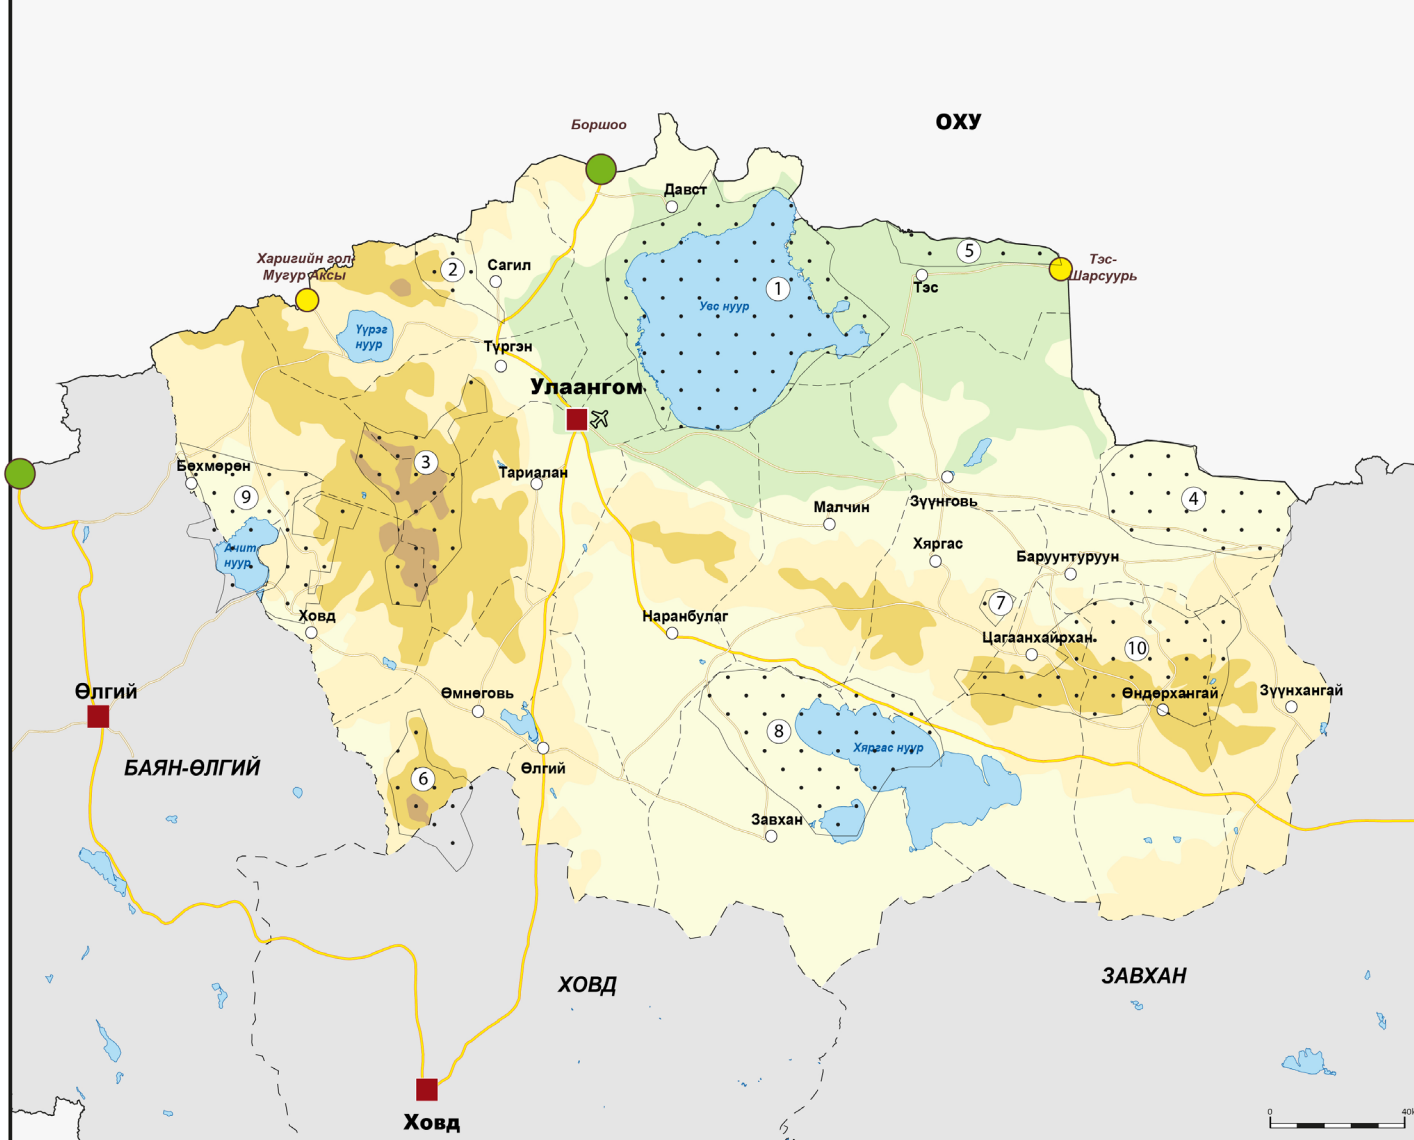 ОХУ
Боршоо
Давст
5
Харигийн гол-
Мугур Аксы
2
Сагил
Тэс-
Шарсуурь
Тэс
1
Увс нуур
Үүрэг
нуур
Түргэн
Улаангом
3
Бөхмөрөн
Тариалан
9
4
Зүүнговь
Малчин
Ачит
нуур
Хяргас
Баруунтуруун
7
Ховд
Наранбулаг
Цагаанхайрхан
10
Өлгий
Өмнөговь
Өндөрхангай
Зүүнхангай
8
Хяргас нуур
БАЯН-ӨЛГИЙ
Өлгий
6
Завхан
ХОВД
ЗАВХАН
Ховд
0
40k